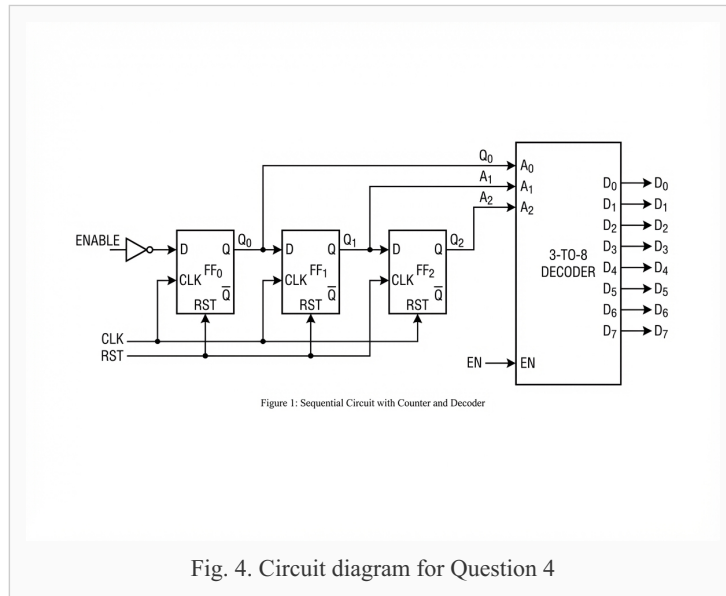 Q₀
A₀
A₁
A₁
A₂
A₂
D₀ D₀
D₁ D₁
D₂ D₂
D₃ D₃
D₄ D₄
D₅ D₅
D₆ D₆
D₇ D₇
3-TO-8
DECODER
EN EN
ENABLE
D Q Q₀
FF₀
CLK Q̅
RST
D Q Q₁
FF₁
CLK Q̅
RST
D Q Q₂
FF₂
CLK Q̅
RST
CLK
RST
Figure 1: Sequential Circuit with Counter and Decoder
Fig. 4. Circuit diagram for Question 4